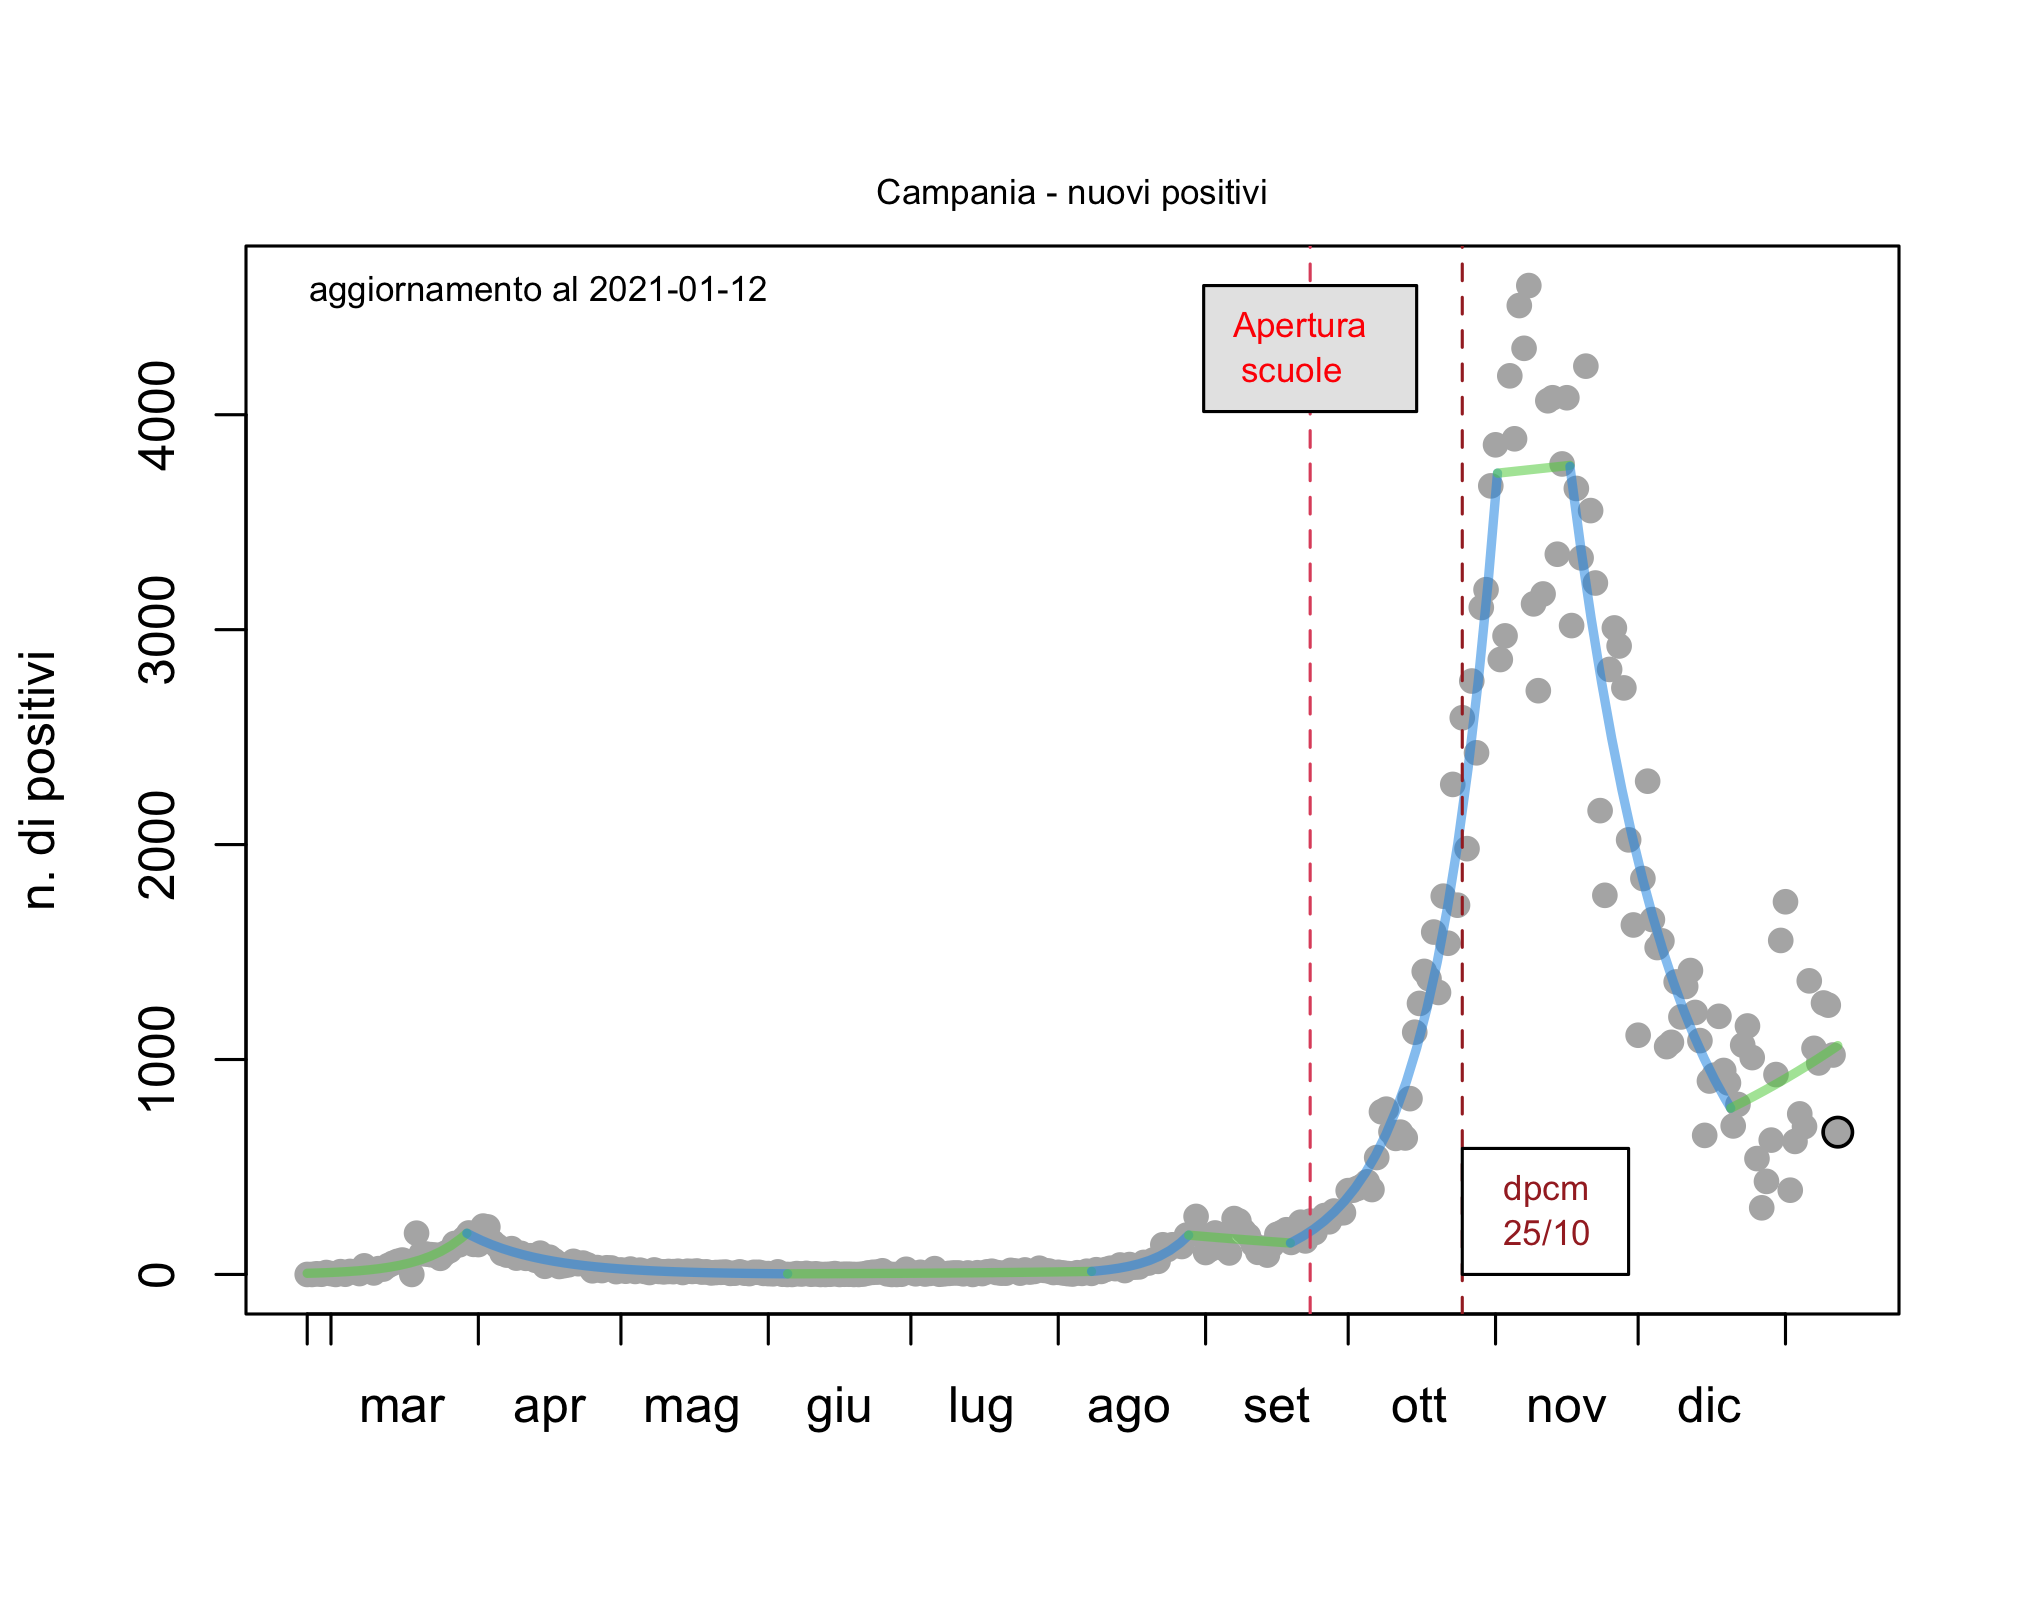 Campania - nuovi positivi
aggiornamento al 2021-01-12
Apertura
scuole
n. di positivi
4000
3000
2000
1000
0
dpcm
25/10
mar apr mag giu lug ago set ott nov dic